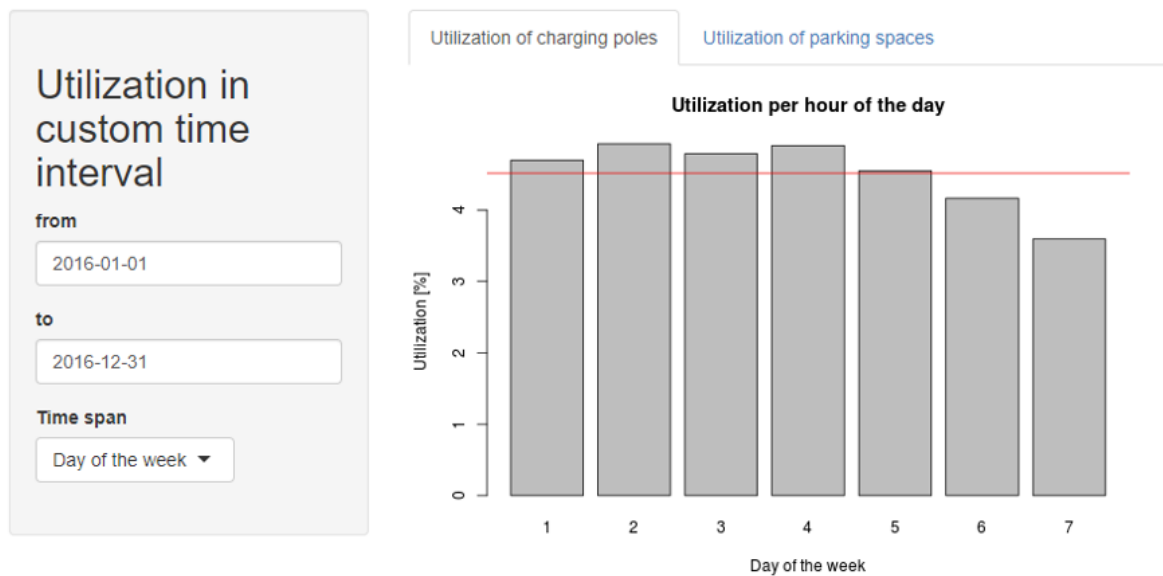 Utilization in
custom time
interval
from
2016-01-01
to
2016-12-31
Time span
Day of the week
Utilization of charging poles
Utilization of parking spaces
Utilization per hour of the day
Utilization [%]
4
3
2
1
0
1 2 3 4 5 6 7
Day of the week